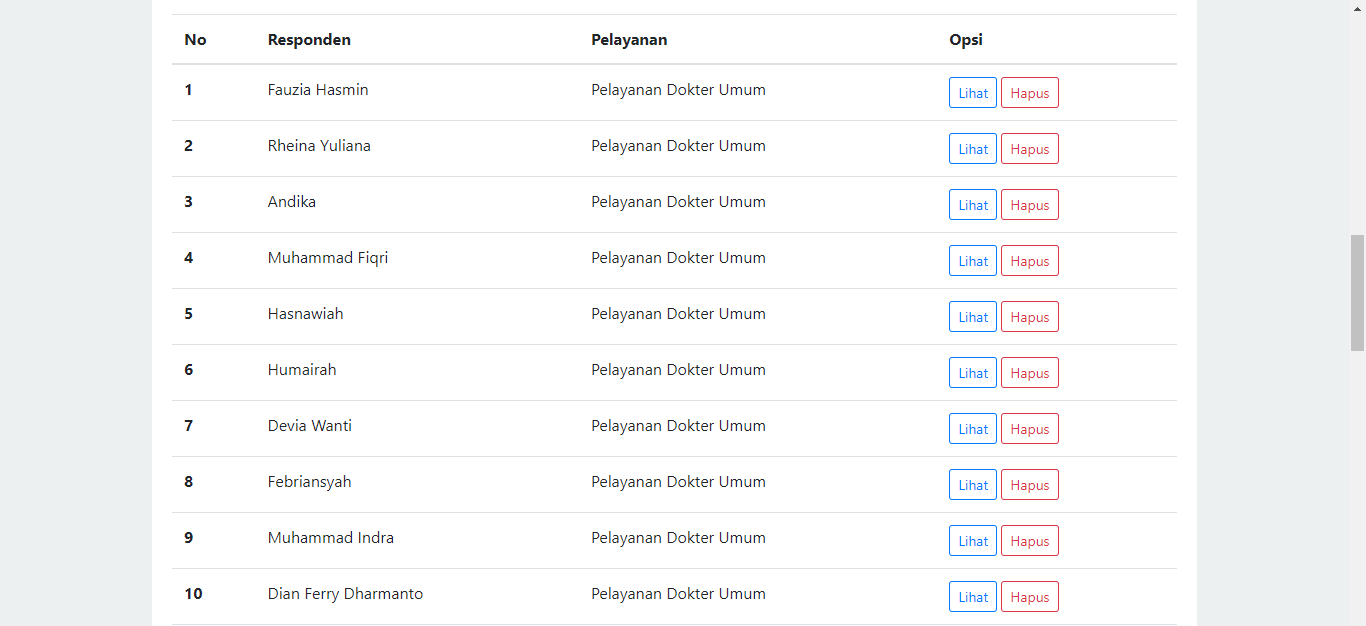 No Responden Pelayanan Opsi
1 Fauzia Hasmin Pelayanan Dokter Umum Lihat Hapus
2 Rheina Yuliana Pelayanan Dokter Umum Lihat Hapus
3 Andika Pelayanan Dokter Umum Lihat Hapus
4 Muhammad Fiqri Pelayanan Dokter Umum Lihat Hapus
5 Hasnawiah Pelayanan Dokter Umum Lihat Hapus
6 Humairah Pelayanan Dokter Umum Lihat Hapus
7 Devia Wanti Pelayanan Dokter Umum Lihat Hapus
8 Febriansyah Pelayanan Dokter Umum Lihat Hapus
9 Muhammad Indra Pelayanan Dokter Umum Lihat Hapus
10 Dian Ferry Dharmanto Pelayanan Dokter Umum Lihat Hapus